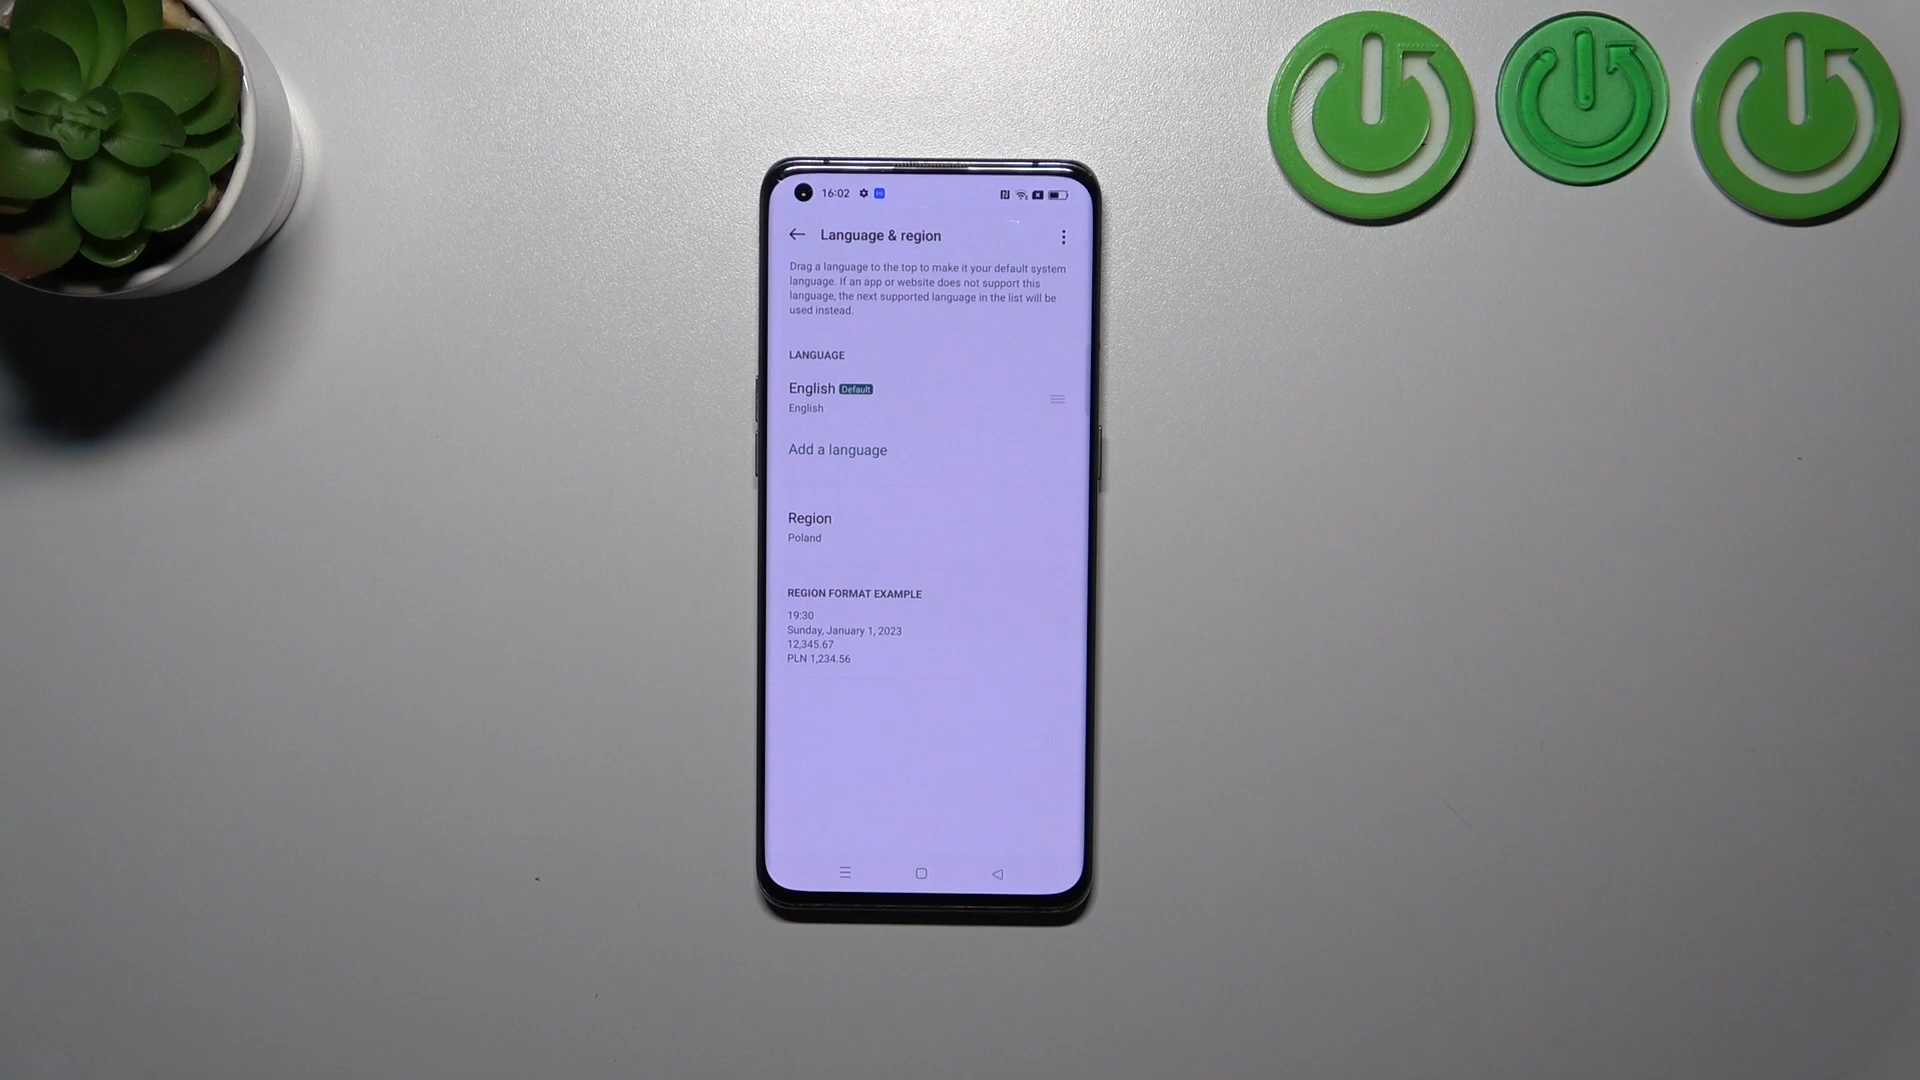 16:02
Language & region
Drag a language to the top to make it your default system
language. If an app or website does not support this
language, the next supported language in the list will be
used instead.
LANGUAGE
English Default
English
Add a language
Region
Poland
REGION FORMAT EXAMPLE
19:30
Sunday, January 1, 2023
12,345.67
PLN 1,234.56